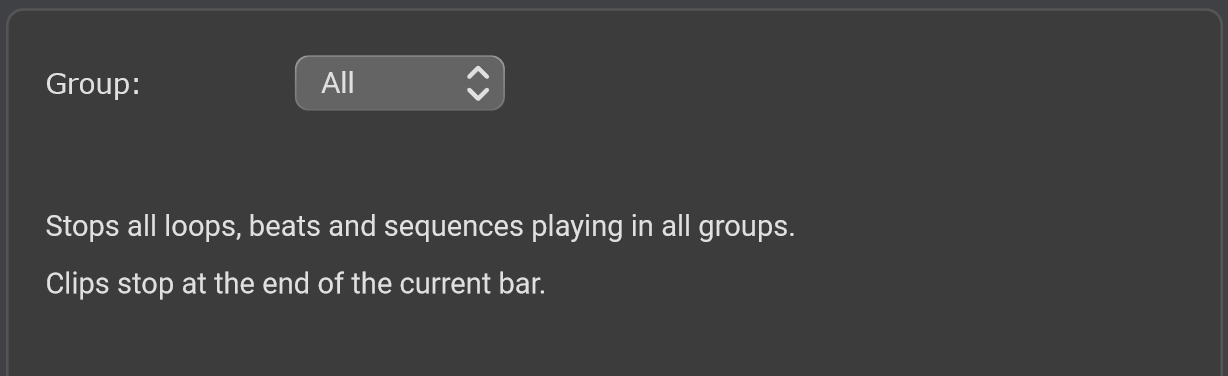 Group: All
Stops all loops, beats and sequences playing in all groups.
Clips stop at the end of the current bar.